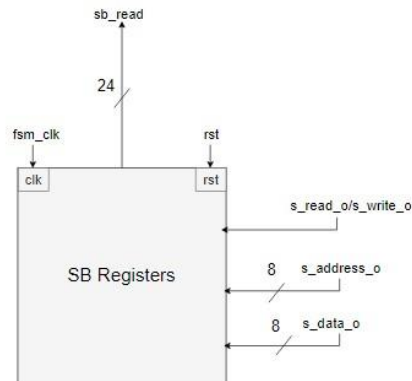 sb_read
24
fsm_clk
rst
clk
rst
s_read_o/s_write_o
SB Registers
8
s_address_o
8
s_data_o